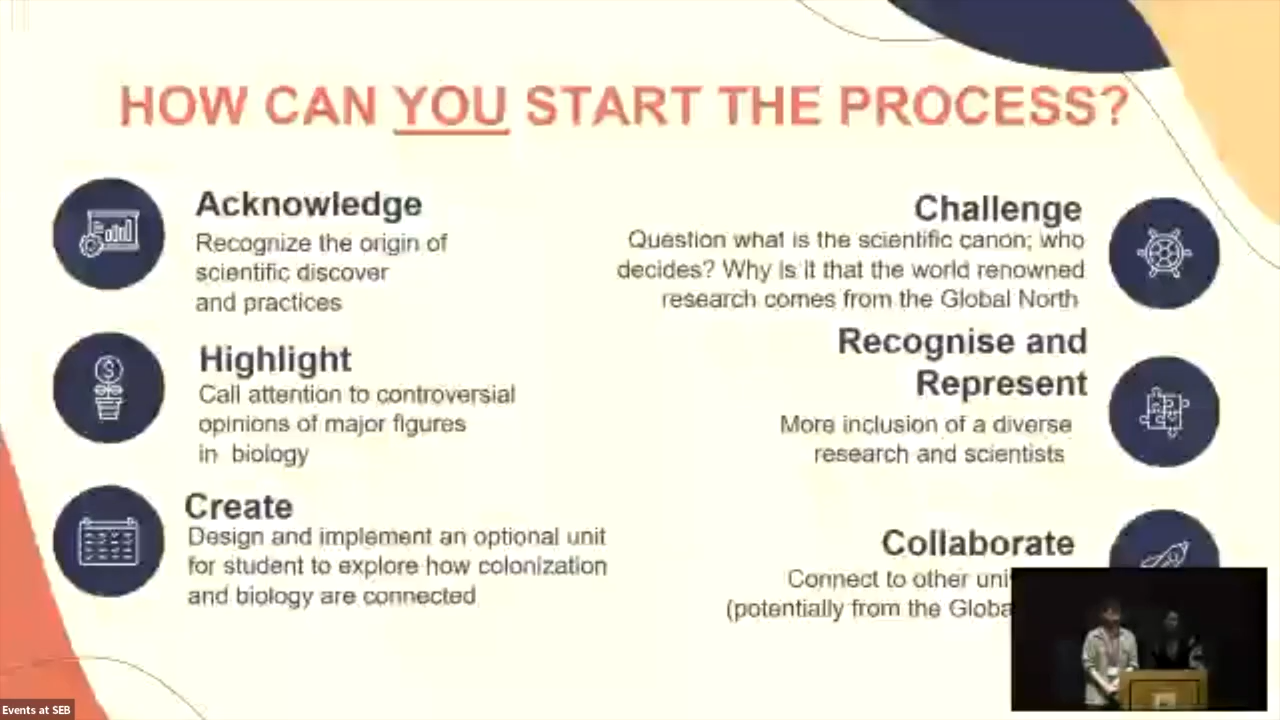 HOW CAN YOU START THE PROCESS?
Acknowledge
Recognize the origin of
scientific discover
and practices
Highlight
Call attention to controversial
opinions of major figures
in biology
Create
Design and implement an optional unit
for student to explore how colonization
and biology are connected
Challenge
Question what is the scientific canon; who
decides? Why is it that the world renowned
research comes from the Global North
Recognise and
Represent
More inclusion of a diverse
research and scientists
Collaborate
Connect to other
(potentially from the
Events at SEB